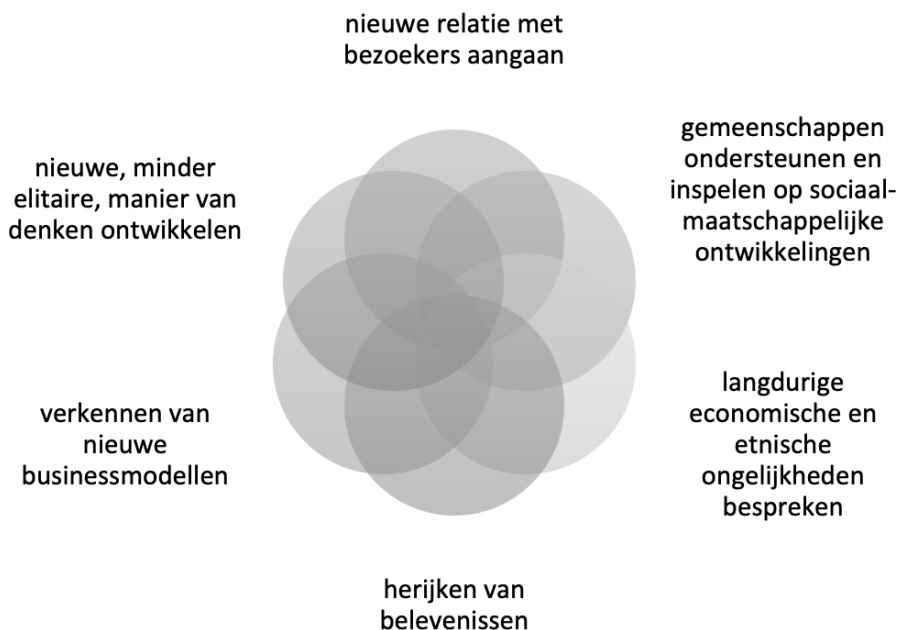 nieuwe relatie met
bezoekers aangaan
gemeenschappen
ondersteunen en
inspelen op sociaal-
maatschappelijke
ontwikkelingen
langdurige
economische en
etnische
ongelijkheden
bespreken
herijken van
belevenissen
verkennen van
nieuwe
businessmodellen
nieuwe, minder
elitaire, manier van
denken ontwikkelen